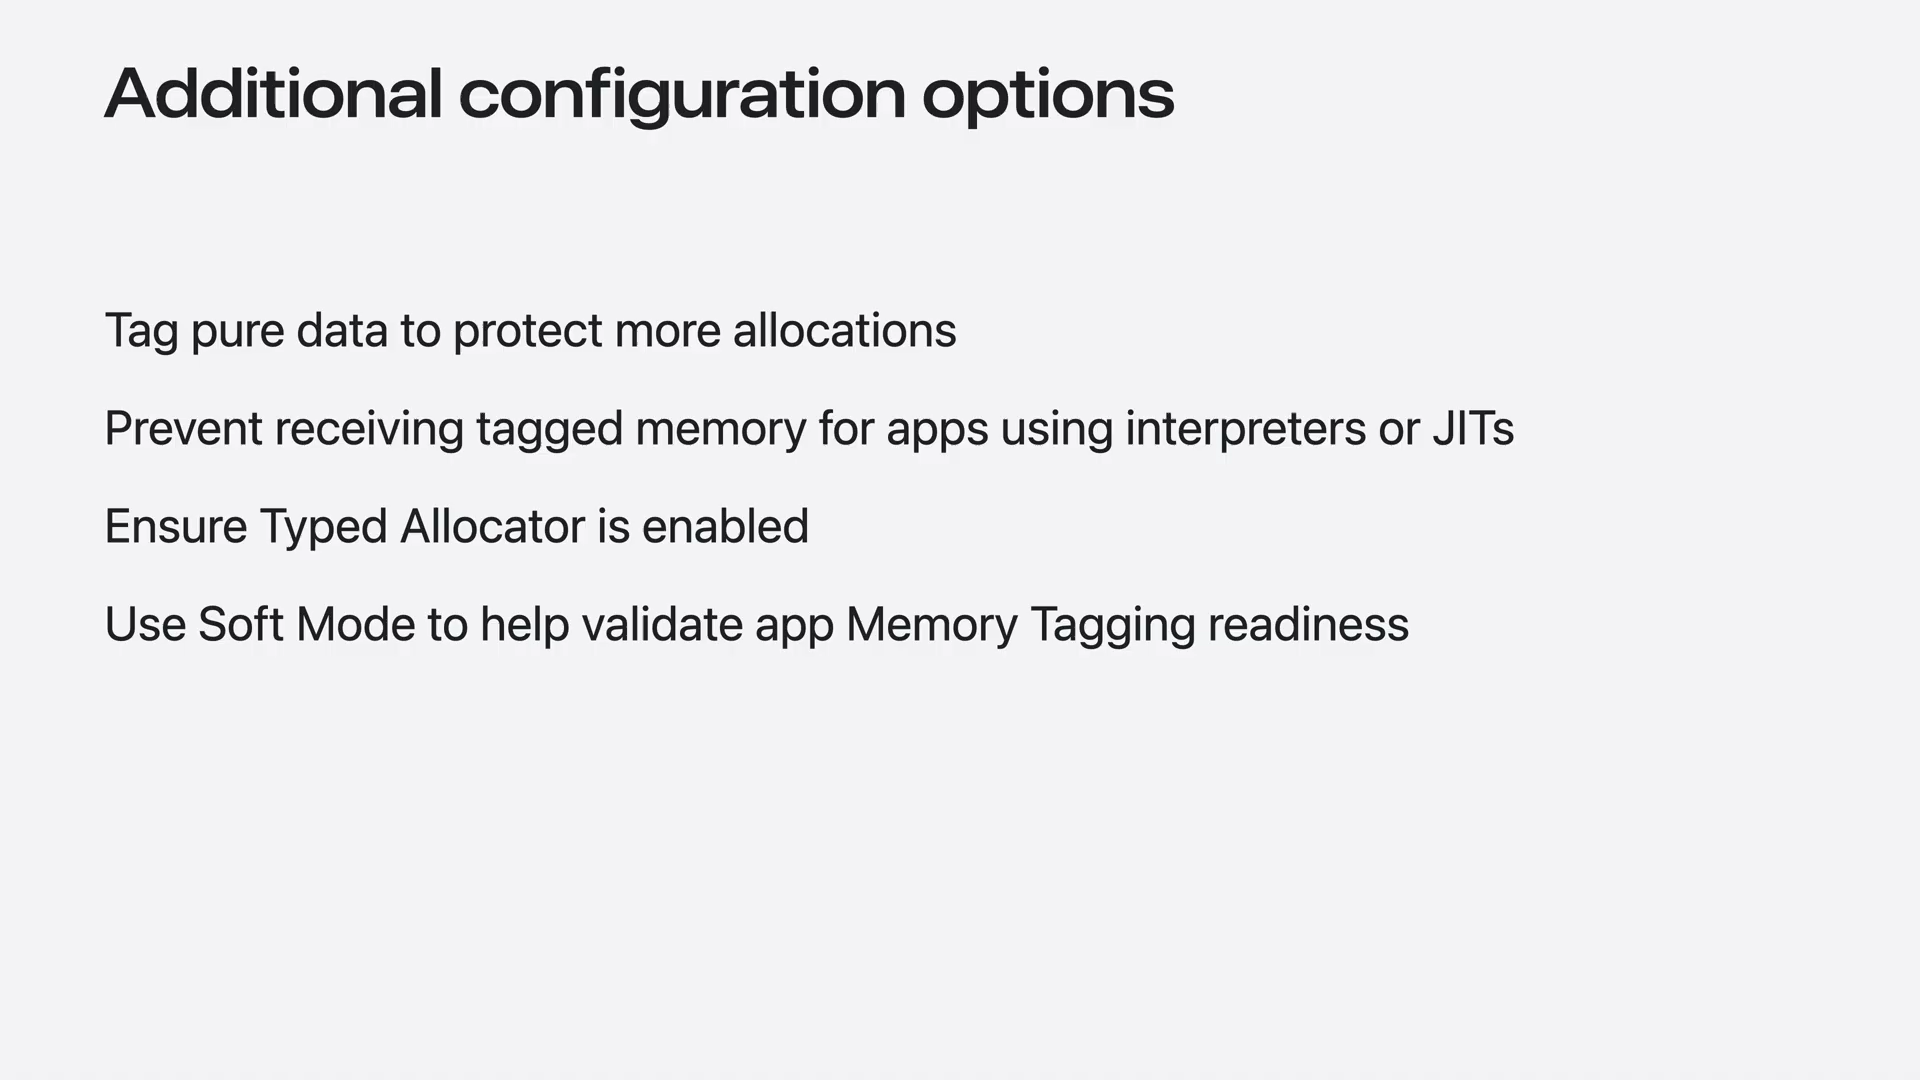 Additional configuration options
Tag pure data to protect more allocations
Prevent receiving tagged memory for apps using interpreters or JITs
Ensure Typed Allocator is enabled
Use Soft Mode to help validate app Memory Tagging readiness